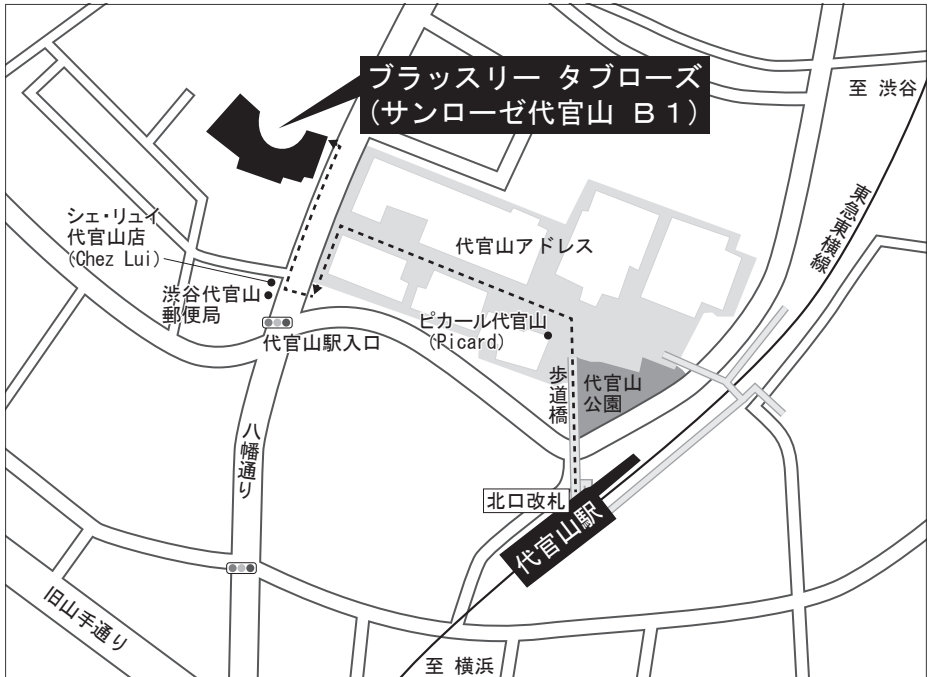 ブラッスリー タブローズ
(サンローゼ代官山 B1)
至 渋谷
東急東横線
シェ・リュイ
代官山店
(Chez Lui)
代官山アドレス
渋谷代官山
郵便局
ピカール代官山
(Picard)
代官山駅入口
歩道橋
代官山
公園
八幡通り
北口改札
代官山駅
旧山手通り
至 横浜